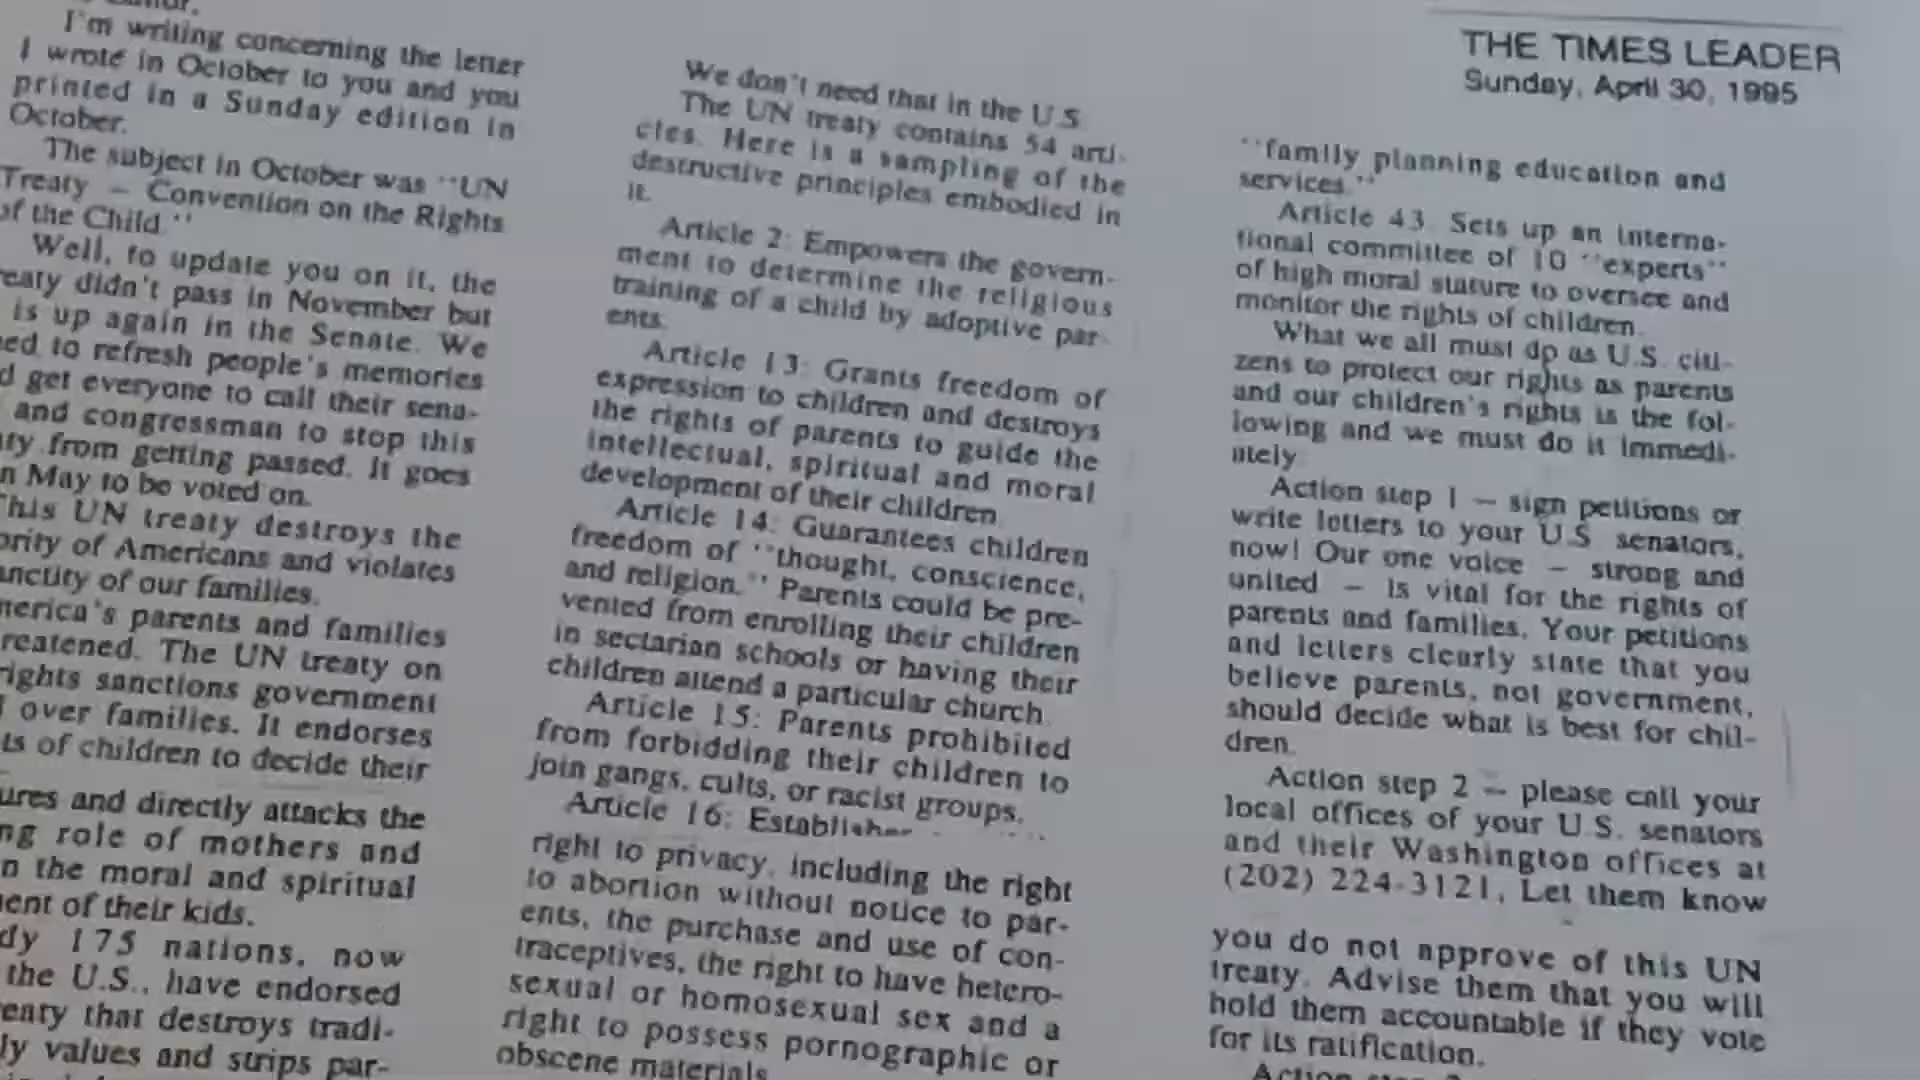 I'm writing concerning the letter
I wrote in October to you and you
printed in a Sunday edition in
October.
The subject in October was "UN
Treaty — Convention on the Rights
of the Child."
Well, to update you on it, the
eaty didn't pass in November but
is up again in the Senate. We
ed to refresh people's memories
d get everyone to call their sena-
and congressman to stop this
aty from getting passed. It goes
n May to be voted on.
his UN treaty destroys the
ority of Americans and violates
anctity of our families.
merica's parents and families
reatened. The UN treaty on
rights sanctions government
l over families. It endorses
ts of children to decide their
ures and directly attacks the
ng role of mothers and
n the moral and spiritual
ent of their kids.
dy 175 nations, now
the U.S., have endorsed
eaty that destroys tradi-
ly values and strips par-
We don't need that in the U.S.
The UN treaty contains 54 arti-
cles. Here is a sampling of the
destructive principles embodied in
it.
Article 2: Empowers the govern-
ment to determine the religious
training of a child by adoptive par-
ents.
Article 13: Grants freedom of
expression to children and destroys
the rights of parents to guide the
intellectual, spiritual and moral
development of their children.
Article 14: Guarantees children
freedom of "thought, conscience,
and religion." Parents could be pre-
vented from enrolling their children
in sectarian schools or having their
children attend a particular church.
Article 15: Parents prohibited
from forbidding their children to
join gangs, cults, or racist groups.
Article 16: Establishes
right to privacy, including the right
to abortion without notice to par-
ents, the purchase and use of con-
traceptives, the right to have hetero-
sexual or homosexual sex and a
right to possess pornographic or
obscene materials.
THE TIMES LEADER
Sunday, April 30, 1995
"family planning education and
services."
Article 43. Sets up an interna-
tional committee of 10 "experts"
of high moral stature to oversee and
monitor the rights of children.
What we all must do as U.S. citi-
zens to protect our rights as parents
and our children's rights is the fol-
lowing and we must do it immedi-
ately:
Action step 1 — sign petitions or
write letters to your U.S. senators,
now! Our one voice — strong and
united — is vital for the rights of
parents and families. Your petitions
and letters clearly state that you
believe parents, not government,
should decide what is best for chil-
dren.
Action step 2 — please call your
local offices of your U.S. senators
and their Washington offices at
(202) 224-3121. Let them know
you do not approve of this UN
treaty. Advise them that you will
hold them accountable if they vote
for its ratification.
Action step